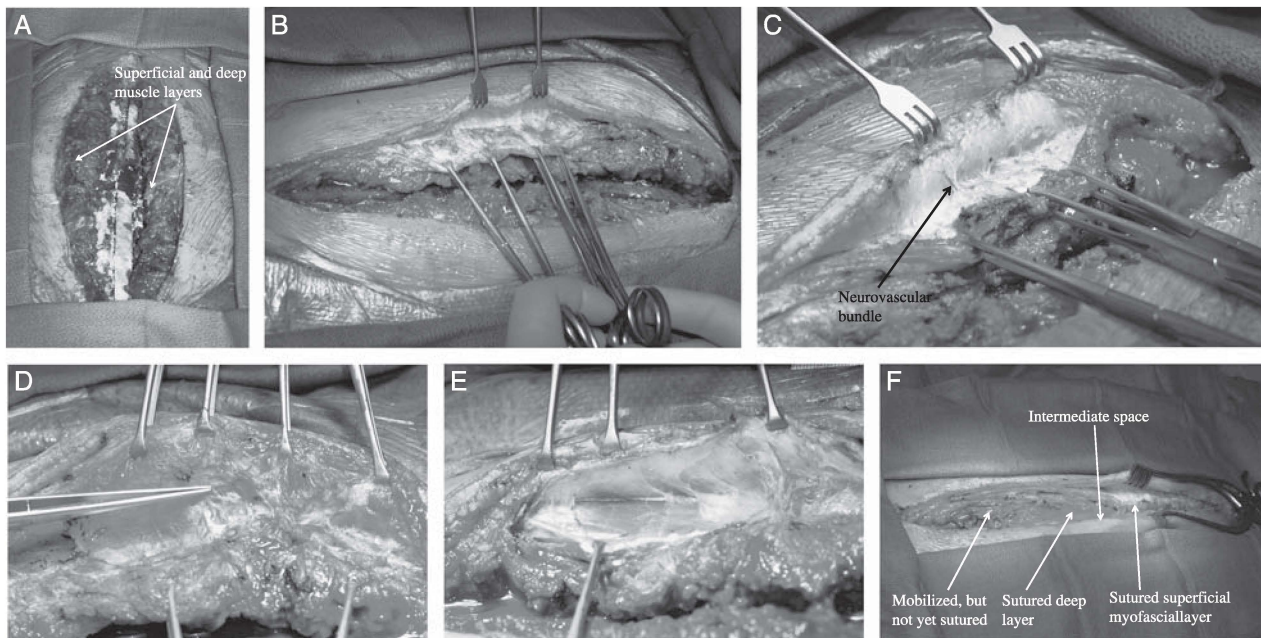 A
Superficial and deep
muscle layers
B
C
Neurovascular
bundle
D
E
F
Intermediate space
Mobilized, but
not yet sutured
Sutured deep
layer
Sutured superficial
myofasciallayer